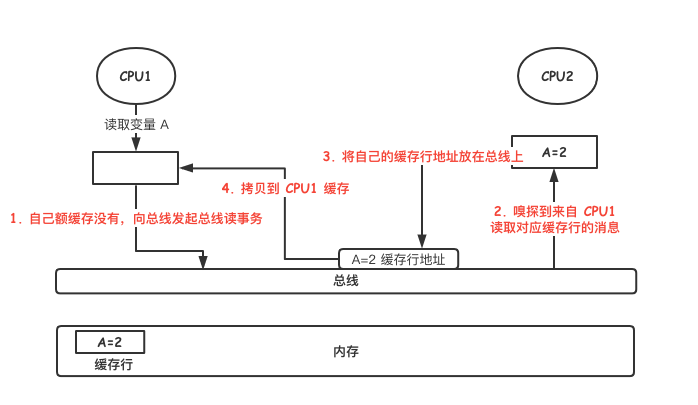 CPU1
CPU2
读取变量 A
A=2
3. 将自己的缓存行地址放在总线上
4. 拷贝到 CPU1 缓存
1. 自己额缓存没有，向总线发起总线读事务
2. 嗅探到来自 CPU1
读取对应缓存行的消息
A=2 缓存行地址
总线
A=2
内存
缓存行